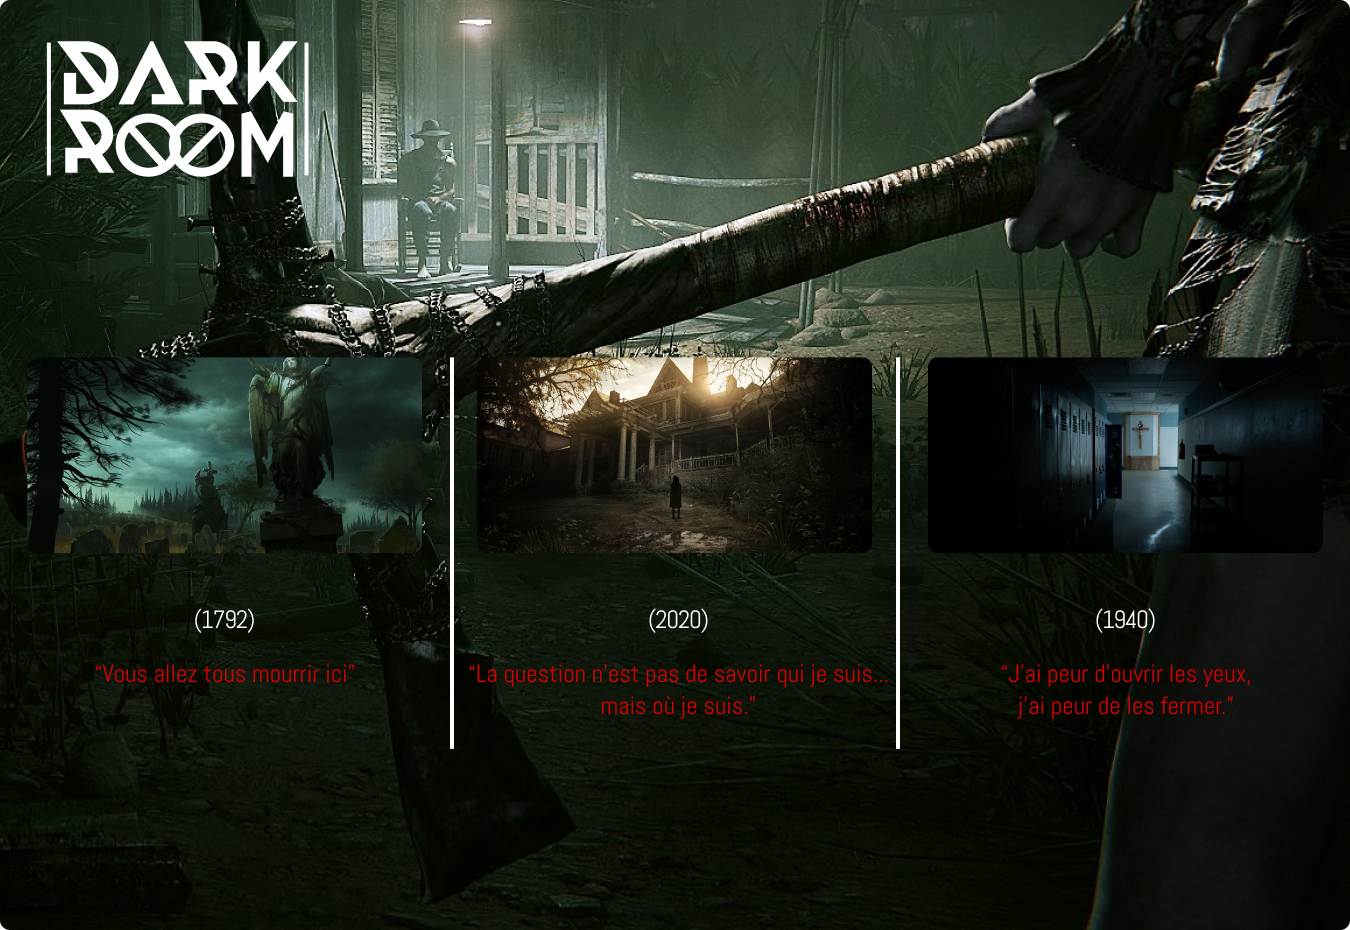 DARK
ROOM
(1792)
“Vous allez tous mourrir ici”
(2020)
“La question n’est pas de savoir qui je suis...
mais où je suis.”
(1940)
“J’ai peur d’ouvrir les yeux,
j’ai peur de les fermer.“